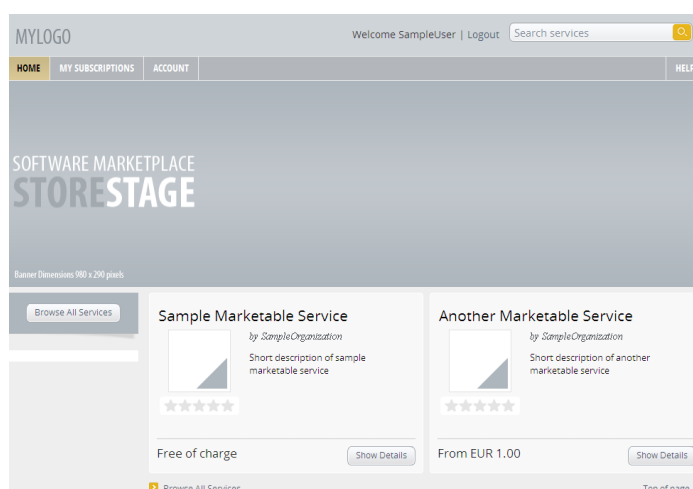 MYLOGO
Welcome SampleUser | Logout
Search services
HOME
MY SUBSCRIPTIONS
ACCOUNT
HELP
SOFTWARE MARKETPLACE
STORESTAGE
Banner Dimensions 980 x 290 pixels
Browse All Services
Sample Marketable Service
by SampleOrganization
Short description of sample
marketable service
Free of charge
Show Details
Another Marketable Service
by SampleOrganization
Short description of another
marketable service
From EUR 1.00
Show Details
Browse All Services
Top of page